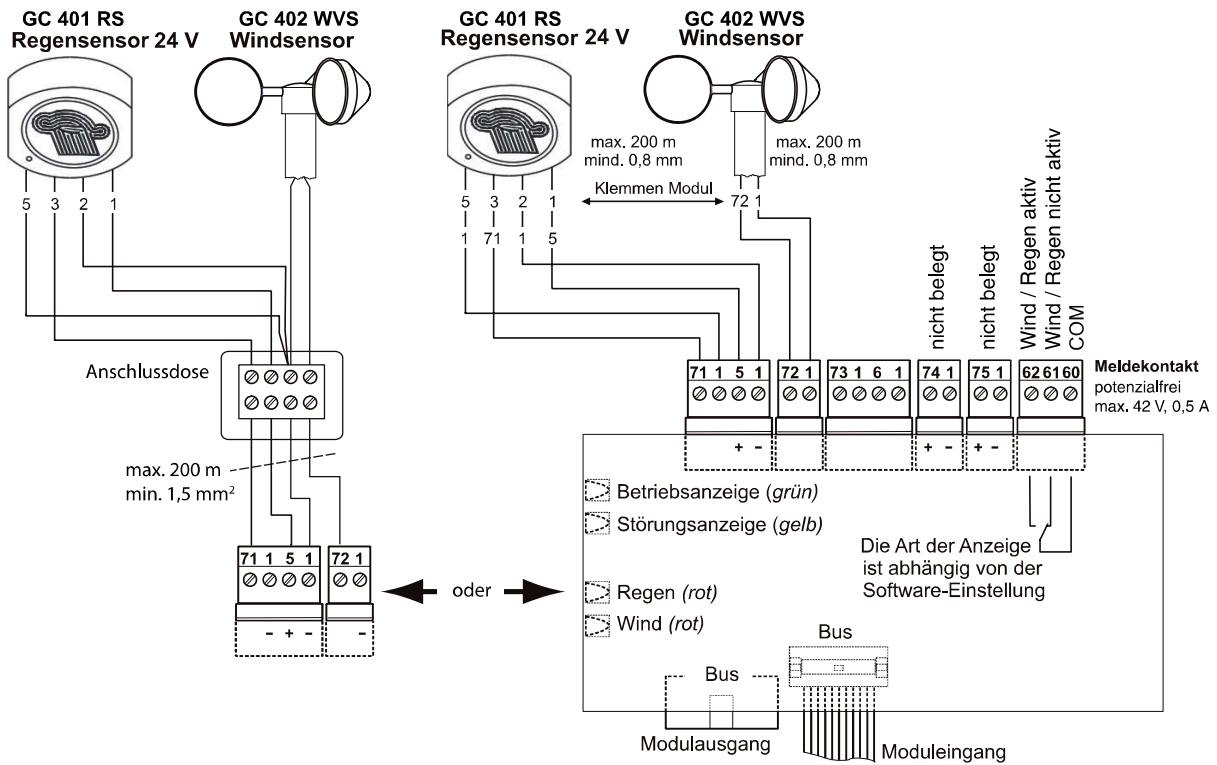 GC 401 RS
Regensensor 24 V
GC 402 WVS
Windsensor
5 3 2 1
Anschlussdose
max. 200 m
min. 1,5 mm²
71 1 5 1
72 1
- + -
-
oder
GC 401 RS
Regensensor 24 V
GC 402 WVS
Windsensor
max. 200 m
mind. 0,8 mm
max. 200 m
mind. 0,8 mm
Klemmen Modul
5 3 2 1
72 1
1 71 1 5
nicht belegt
nicht belegt
Wind / Regen aktiv
Wind / Regen nicht aktiv
COM
71 1 5 1
72 1
73 1 6 1
74 1
75 1
62 61 60
Meldekontakt
potenzialfrei
max. 42 V, 0,5 A
+ -
+ -
+ -
Betriebsanzeige (grün)
Störungsanzeige (gelb)
Die Art der Anzeige
ist abhängig von der
Software-Einstellung
Regen (rot)
Wind (rot)
Bus
Bus
Modulausgang
Moduleingang